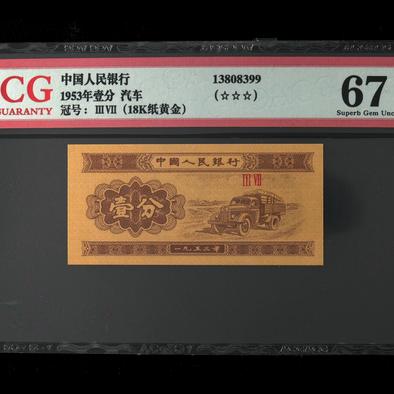 CG
GUARANTY
中国人民银行
1953年壹分 汽车
冠号：ⅢⅦ（18K纸黄金）
13808399
(☆☆☆)
67
Superb Gem Unc
中國人民銀行
III VII
壹分
一九五三年